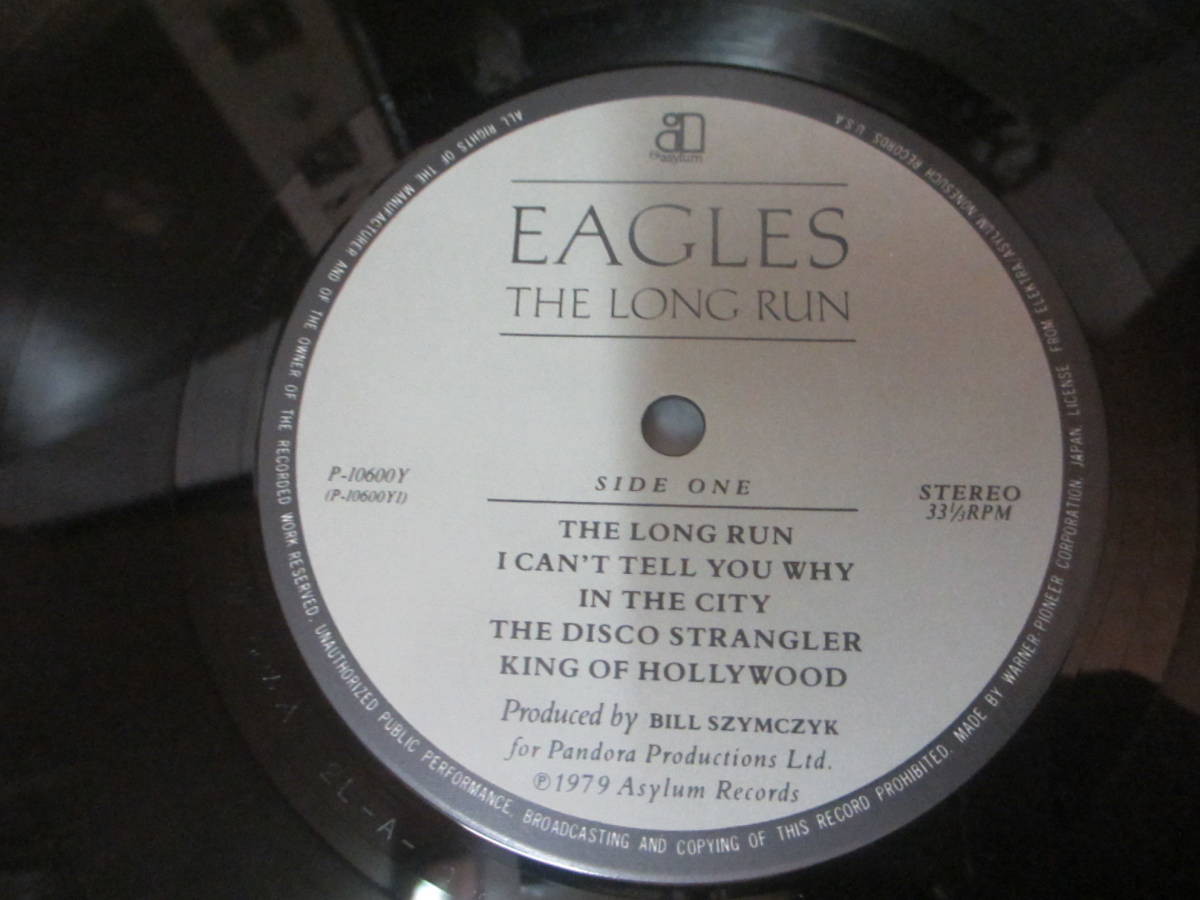 asylum
EAGLES
THE LONG RUN
P-10600Y
(P-10600Y1)
SIDE ONE
STEREO
33⅓RPM
THE LONG RUN
I CAN'T TELL YOU WHY
IN THE CITY
THE DISCO STRANGLER
KING OF HOLLYWOOD
Produced by BILL SZYMCZYK
for Pandora Productions Ltd.
℗1979 Asylum Records
ALL RIGHTS OF THE MANUFACTURER AND OF THE OWNER OF THE RECORDED WORK RESERVED. UNAUTHORIZED PUBLIC PERFORMANCE, BROADCASTING AND COPYING OF THIS RECORD PROHIBITED. MADE BY WARNER-PIONEER CORPORATION, JAPAN. LICENSE FROM ELEKTRA/ASYLUM/NONESUCH RECORDS U.S.A
2L-A-